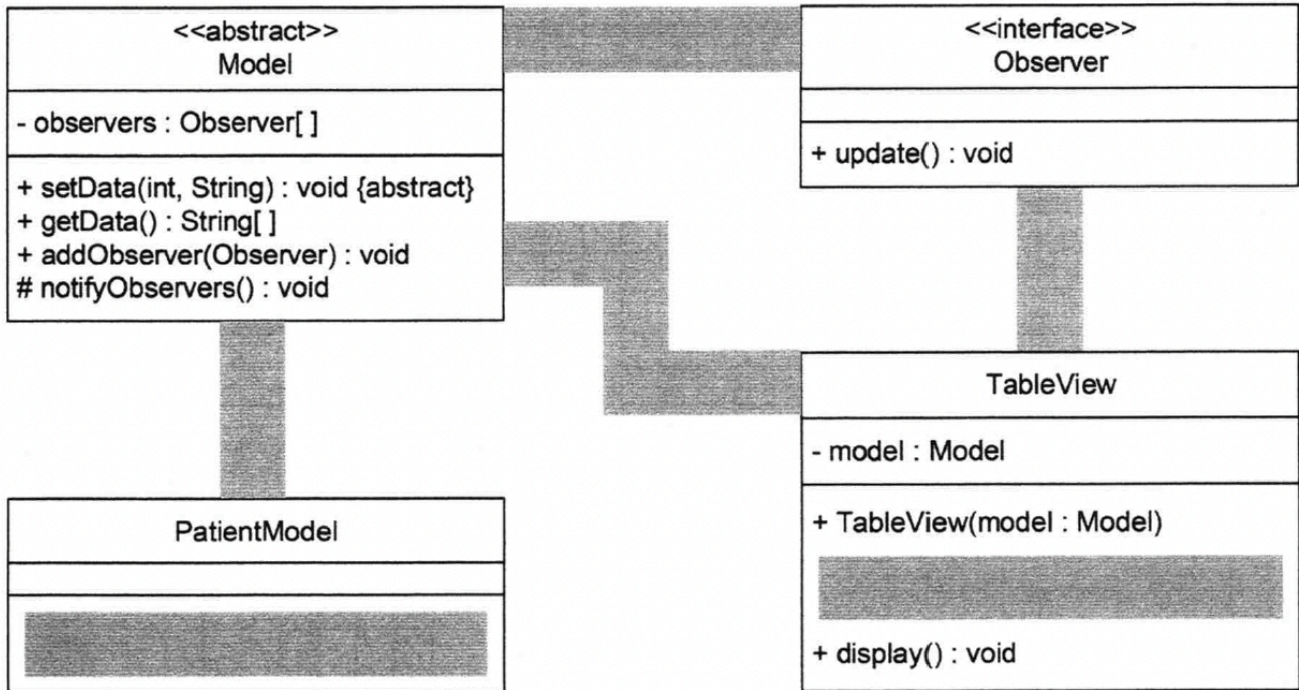 <<abstract>>
Model
- observers : Observer[ ]
+ setData(int, String) : void {abstract}
+ getData() : String[ ]
+ addObserver(Observer) : void
# notifyObservers() : void
<<interface>>
Observer
+ update() : void
PatientModel
TableView
- model : Model
+ TableView(model : Model)
+ display() : void